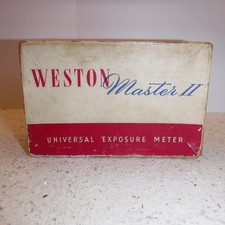 WESTON Master II
UNIVERSAL EXPOSURE METER